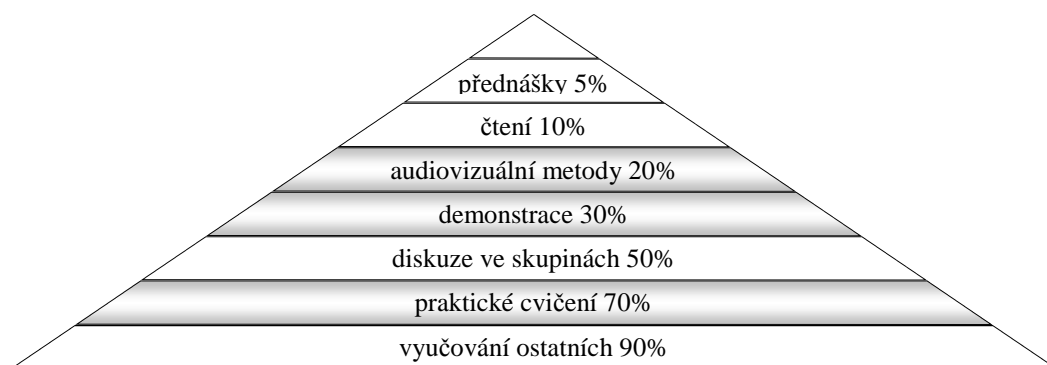 přednášky 5%
čtení 10%
audiovizuální metody 20%
demonstrace 30%
diskuze ve skupinách 50%
praktické cvičení 70%
vyučování ostatních 90%